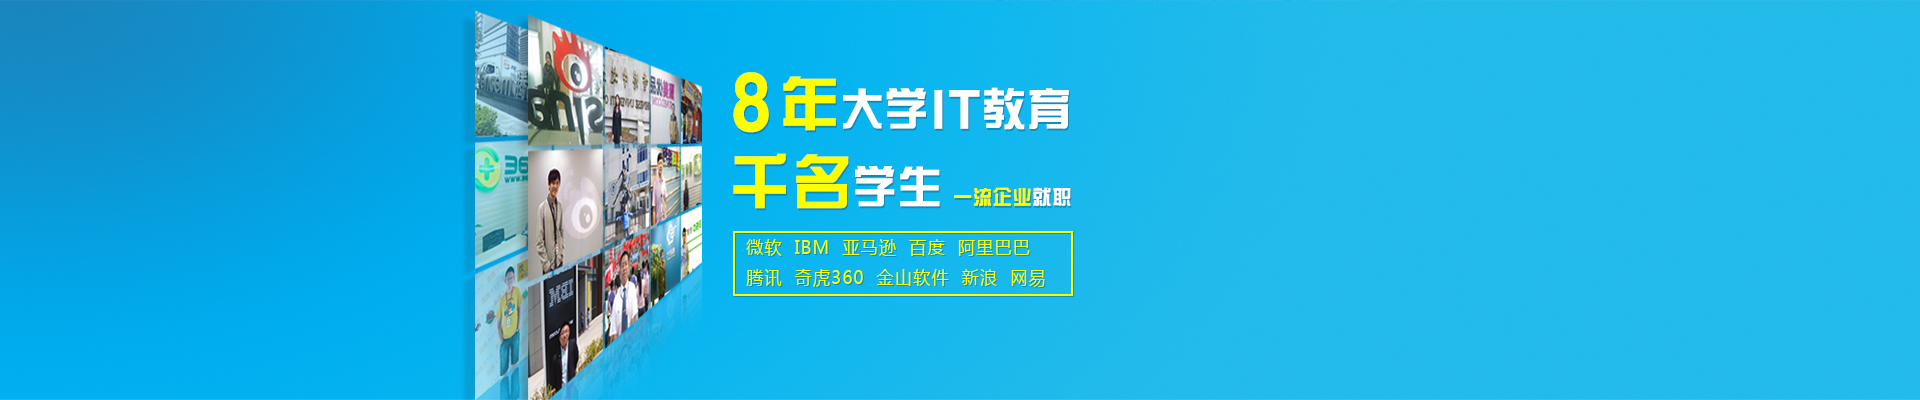 8年大学IT教育
千名学生 一流企业就职
微软 IBM 亚马逊 百度 阿里巴巴
腾讯 奇虎360 金山软件 新浪 网易